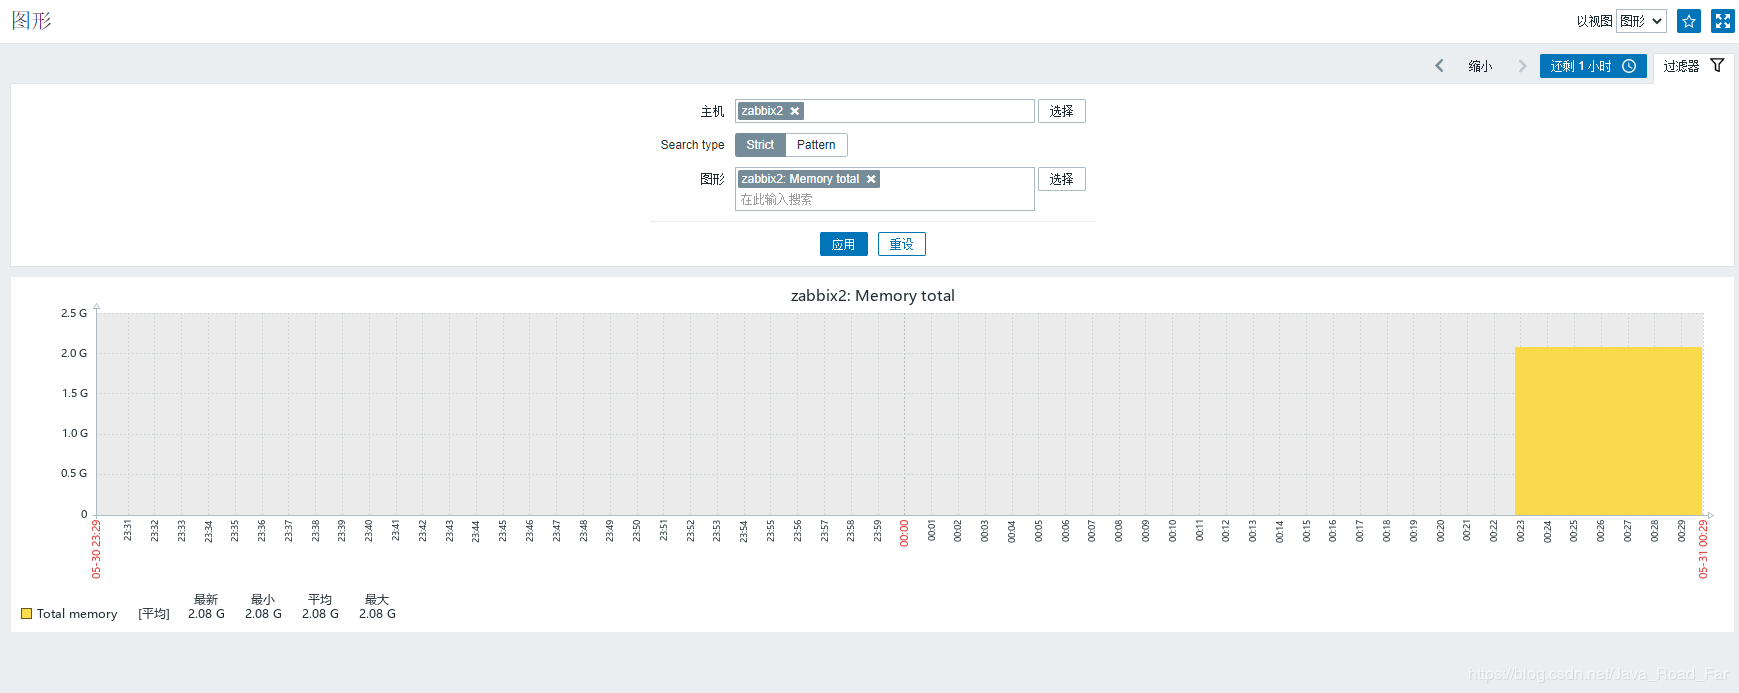 图形
以视图 图形
缩小 还剩 1 小时 过滤器
主机 zabbix2 选择
Search type Strict Pattern
图形 zabbix2: Memory total 选择
在此输入搜索
应用 重设
zabbix2: Memory total
2.5 G
2.0 G
1.5 G
1.0 G
0.5 G
0
05-30 23:29 23:31 23:32 23:33 23:34 23:35 23:36 23:37 23:38 23:39 23:40 23:41 23:42 23:43 23:44 23:45 23:46 23:47 23:48 23:49 23:50 23:51 23:52 23:53 23:54 23:55 23:56 23:57 23:58 23:59 00:00 00:01 00:02 00:03 00:04 00:05 00:06 00:07 00:08 00:09 00:10 00:11 00:12 00:13 00:14 00:15 00:16 00:17 00:18 00:19 00:20 00:21 00:22 00:23 00:24 00:25 00:26 00:27 00:28 00:29 05-31 00:29
最新 最小 平均 最大
Total memory [平均] 2.08 G 2.08 G 2.08 G 2.08 G
https://blog.csdn.net/Java_Road_Far